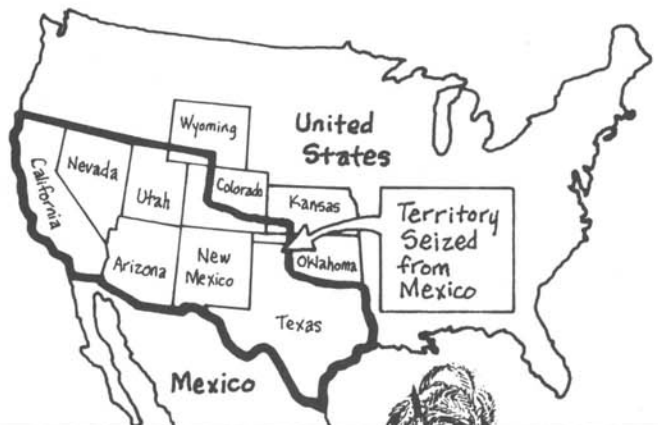 Wyoming
United
States
Nevada
California
Utah
Colorado
Kansas
Territory
Seized
from
Mexico
Arizona
New
Mexico
Oklahoma
Texas
Mexico